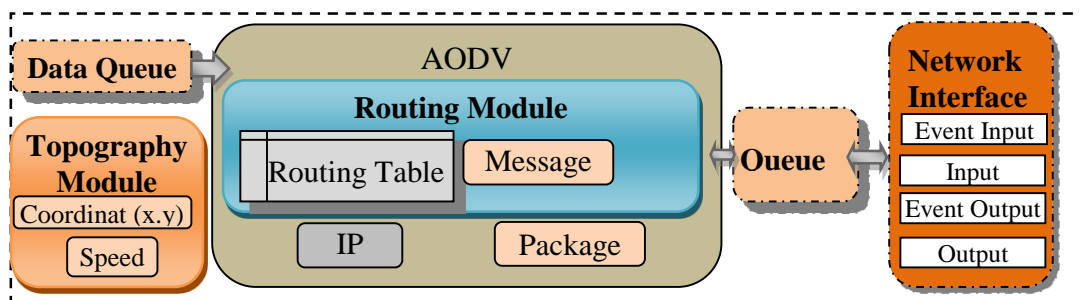 Data Queue
Topography
Module
Coordinat (x.y)
Speed
AODV
Routing Module
Routing Table
Message
IP
Package
Oueue
Network
Interface
Event Input
Input
Event Output
Output